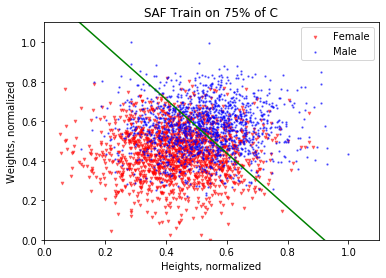 SAF Train on 75% of C
Female
Male
Weights, normalized
1.0
0.8
0.6
0.4
0.2
0.0
0.0
0.2
0.4
0.6
0.8
1.0
Heights, normalized